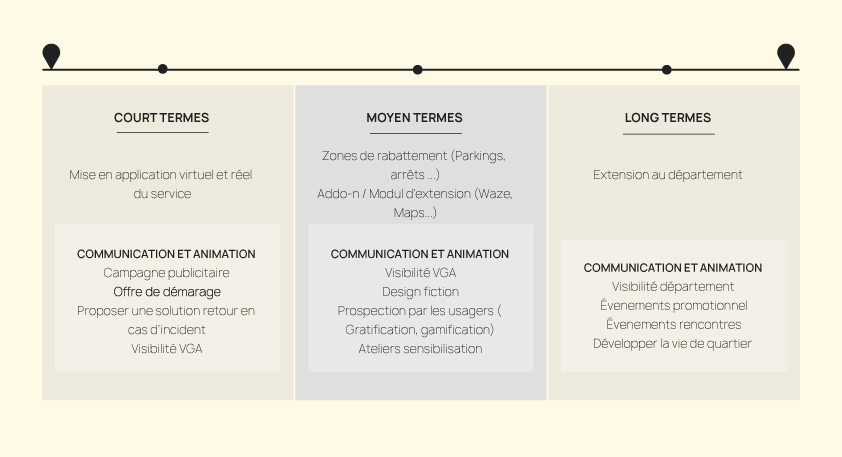 COURT TERMES
Mise en application virtuel et réel
du service
COMMUNICATION ET ANIMATION
Campagne publicitaire
Offre de démarage
Proposer une solution retour en
cas d'incident
Visibilité VGA
MOYEN TERMES
Zones de rabattement (Parkings,
arrêts ...)
Addo-n / Modul d'extension (Waze,
Maps...)
COMMUNICATION ET ANIMATION
Visibilité VGA
Design fiction
Prospection par les usagers (
Gratification, gamification)
Ateliers sensibilisation
LONG TERMES
Extension au département
COMMUNICATION ET ANIMATION
Visibilité département
Évenements promotionnel
Évenements rencontres
Développer la vie de quartier